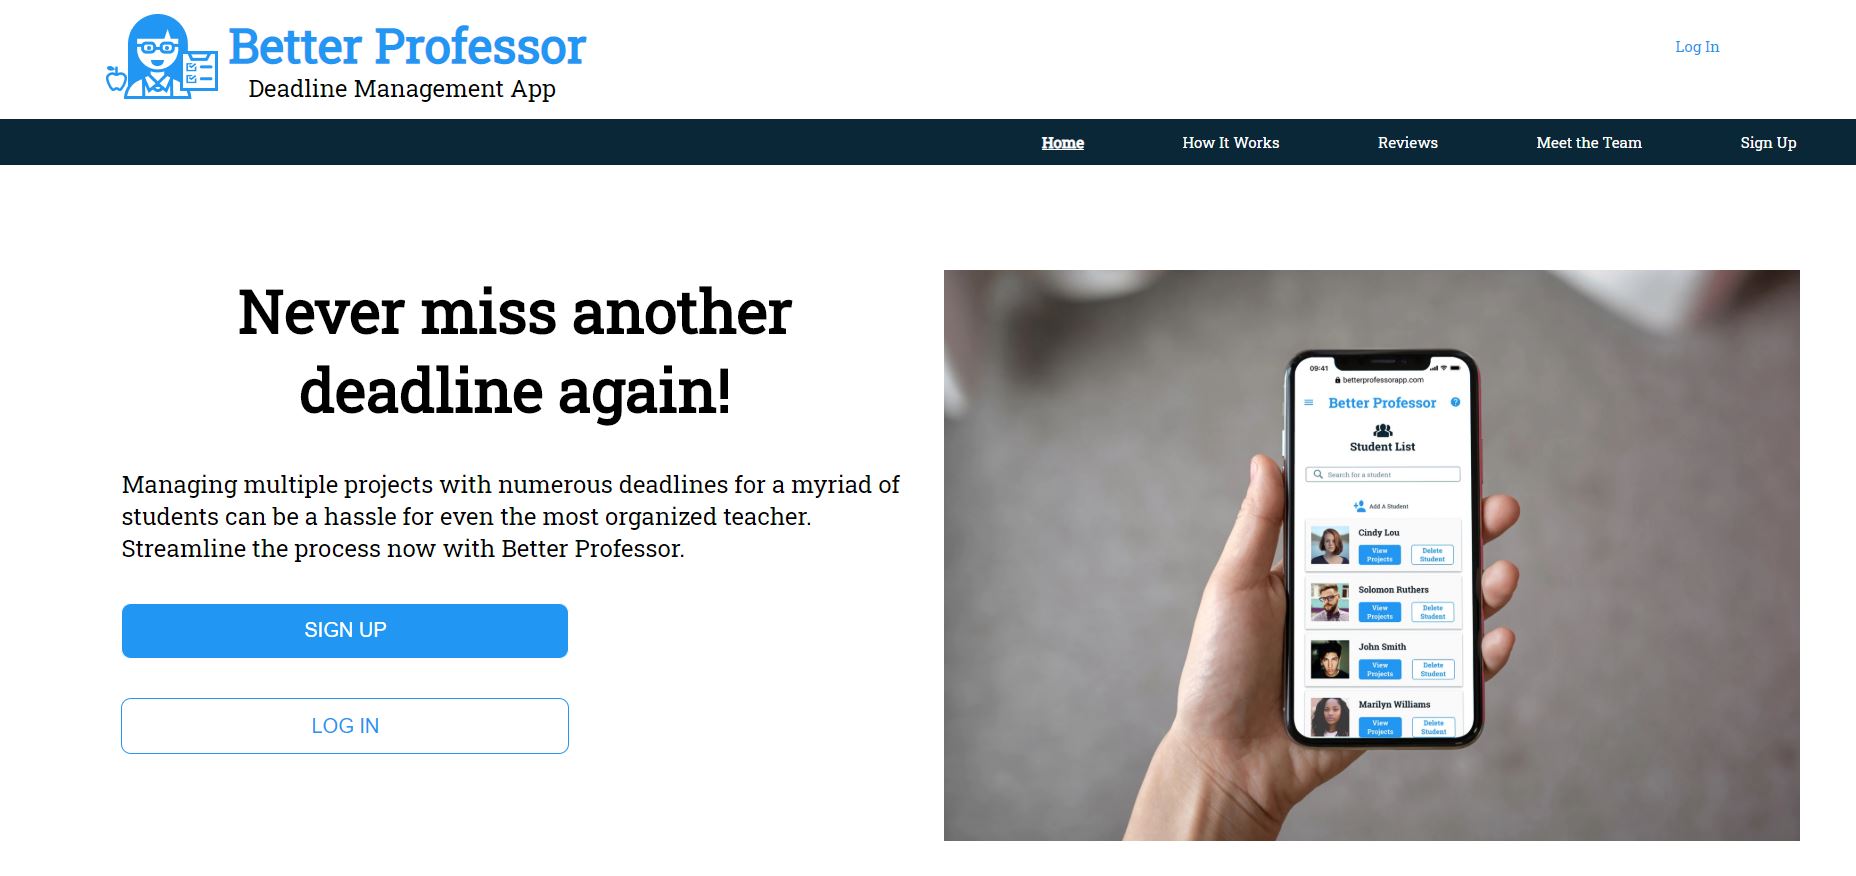 Better Professor
Deadline Management App
Log In
Home
How It Works
Reviews
Meet the Team
Sign Up
Never miss another
deadline again!
Managing multiple projects with numerous deadlines for a myriad of
students can be a hassle for even the most organized teacher.
Streamline the process now with Better Professor.
SIGN UP
LOG IN
09:41
betterprofessorapp.com
Better Professor
?
Student List
Search for a student
Add A Student
Cindy Lou
View
Projects
Delete
Student
Solomon Ruthers
View
Projects
Delete
Student
John Smith
View
Projects
Delete
Student
Marilyn Williams
View
Projects
Delete
Student